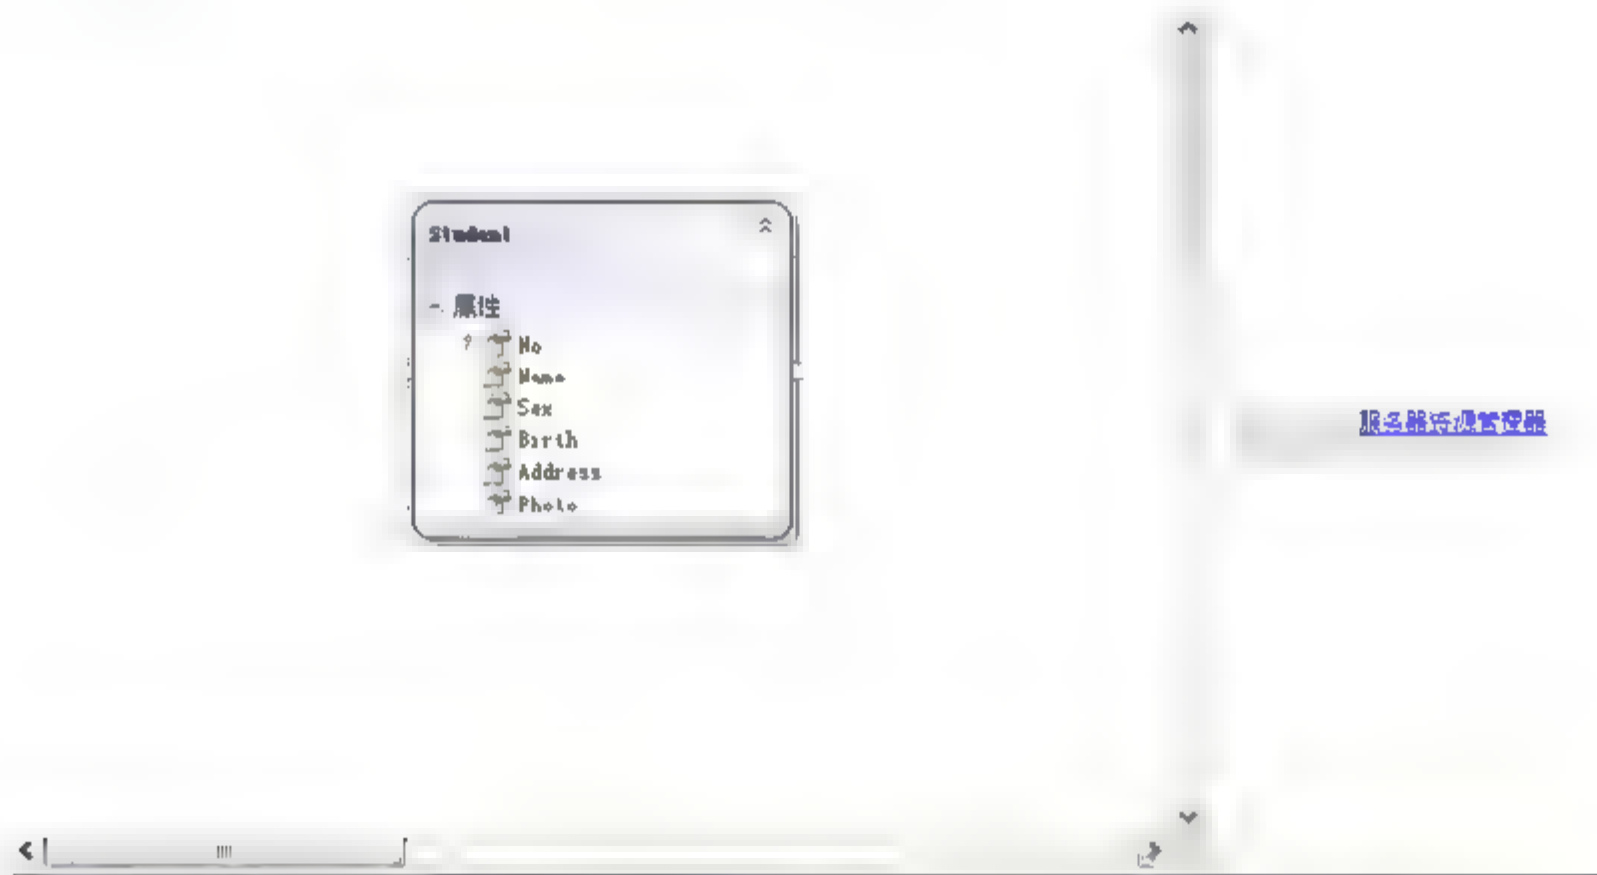 Student
属性
No
Name
Sex
Birth
Address
Photo
服务器资源管理器